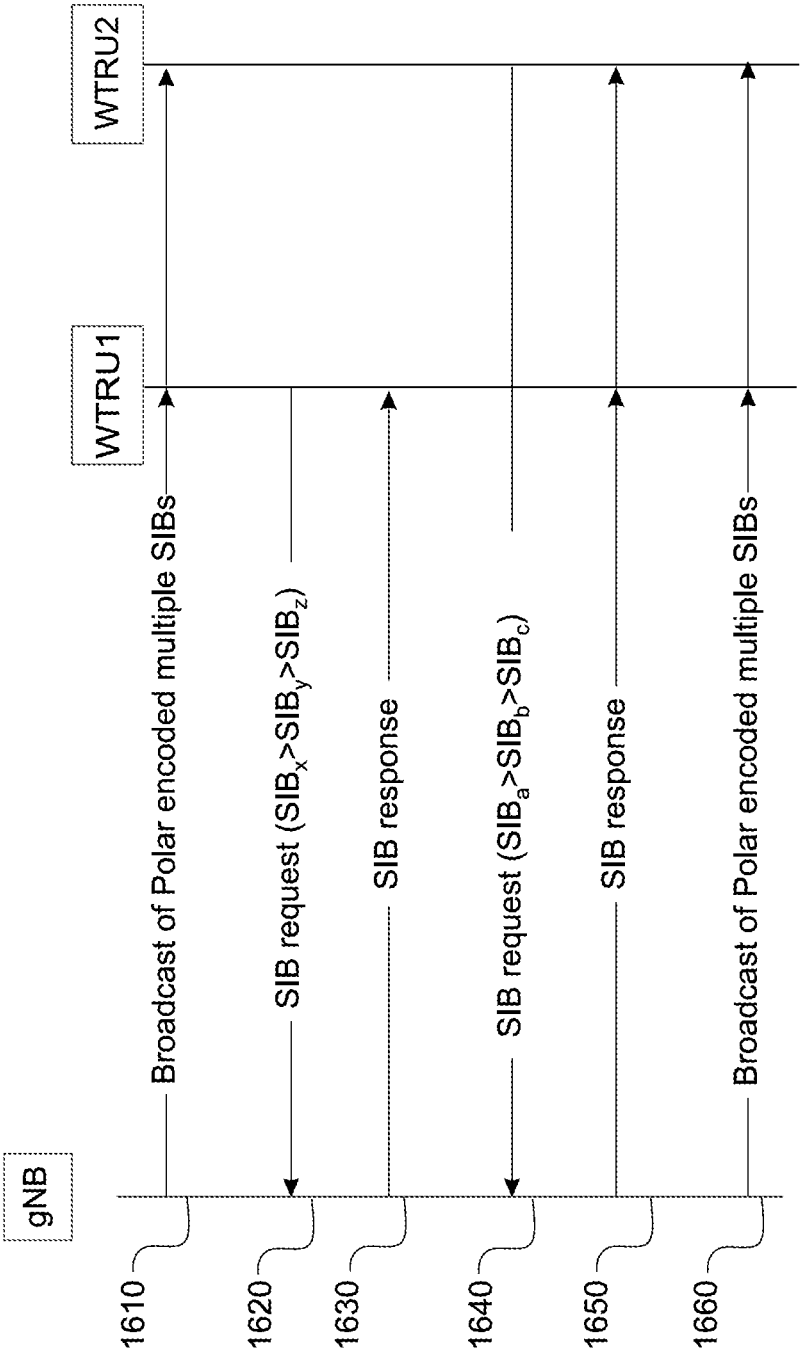 gNB
WTRU1
WTRU2
1610
Broadcast of Polar encoded multiple SIBs
1620
SIB request (SIBx>SIBy>SIBz)
1630
SIB response
1640
SIB request (SIBa>SIBb>SIBc)
1650
SIB response
1660
Broadcast of Polar encoded multiple SIBs